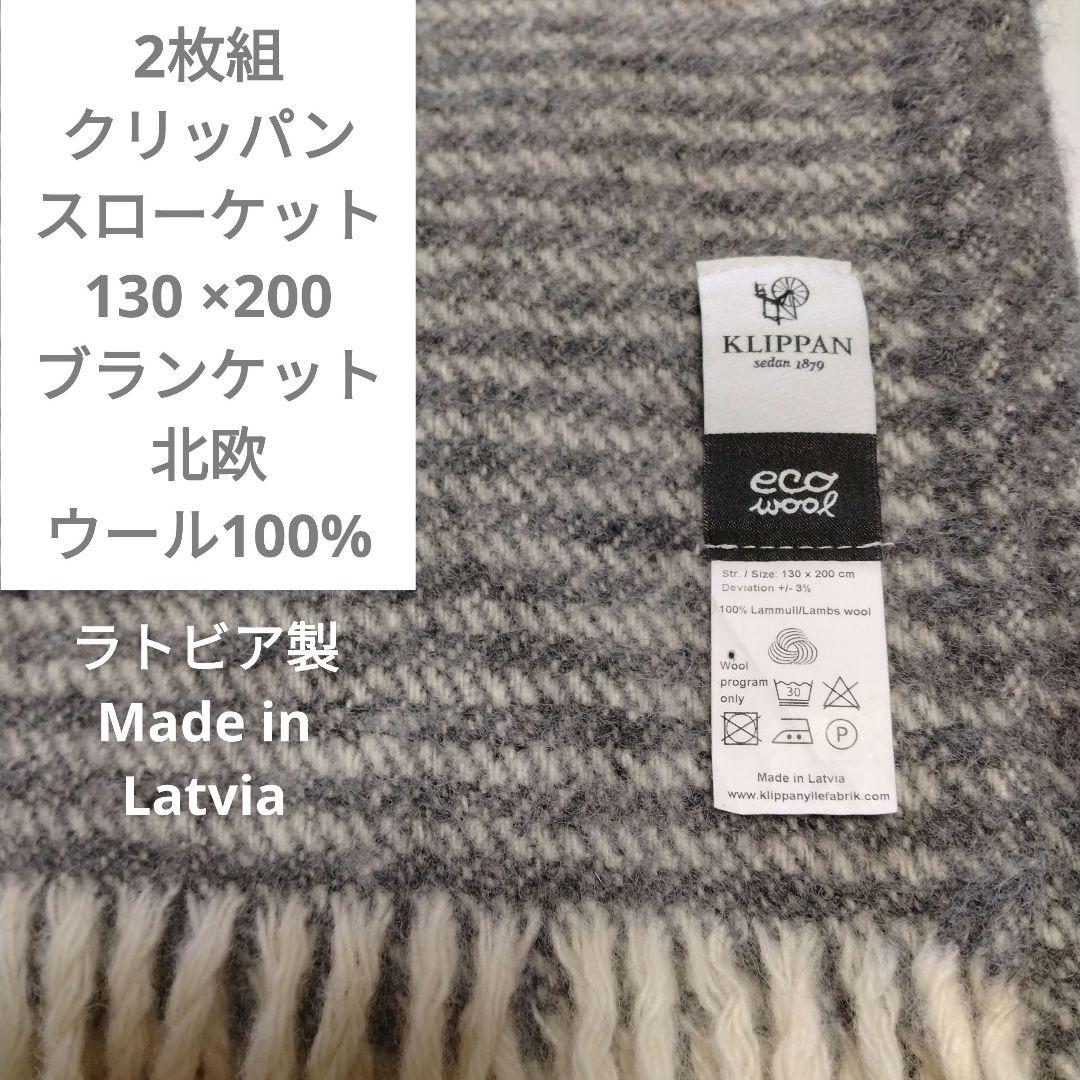 2枚組
クリッパン
スローケット
130 ×200
ブランケット
北欧
ウール100%
ラトビア製
Made in
Latvia
KLIPPAN
sedan 1879
eco
wool
Str. / Size: 130 x 200 cm
Deviation +/- 3%
100% Lammull/Lambs wool
Wool
program
only
30
P
Made in Latvia
www.klippanyllefabrik.com